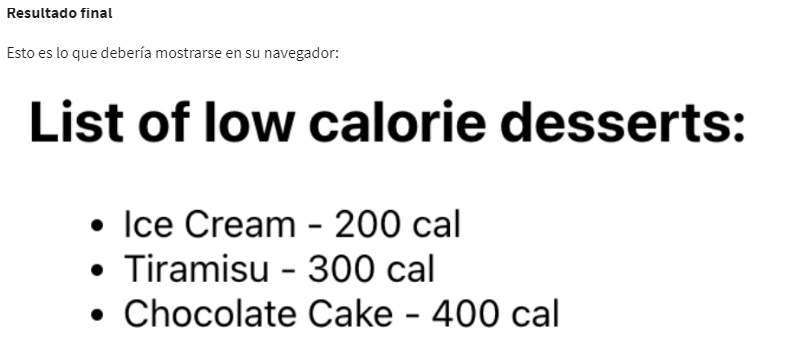 Resultado final
Esto es lo que debería mostrarse en su navegador:
List of low calorie desserts:
• Ice Cream - 200 cal
• Tiramisu - 300 cal
• Chocolate Cake - 400 cal